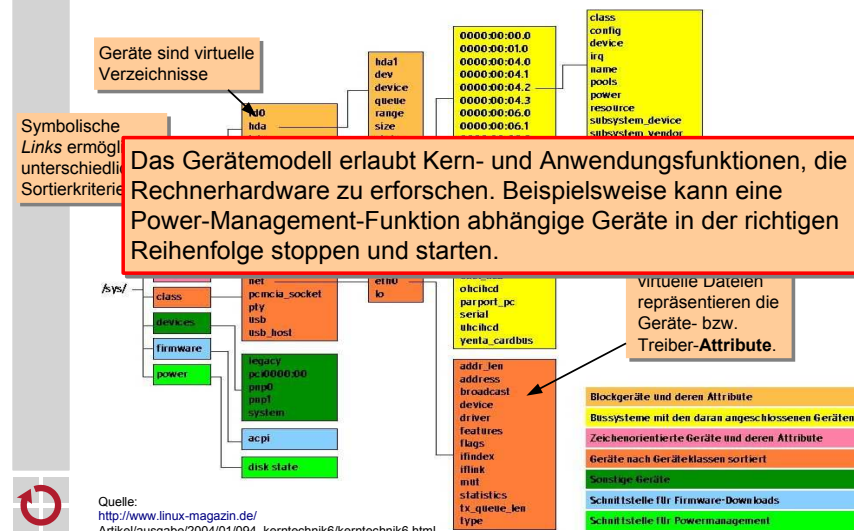 Geräte sind virtuelle
Verzeichnisse
Symbolische
Links
Sortierkriterie
Das Gerätemodell erlaubt Kern- und Anwendungsfunktionen, die
Rechnerhardware zu erforschen. Beispielsweise kann eine
Power-Management-Funktion abhängige Geräte in der richtigen
Reihenfolge stoppen und starten.
hda
hda1
dev
device
queue
range
size
0000:00:00.0
0000:00:01.0
0000:00:04.0
0000:00:04.1
0000:00:04.2
0000:00:04.3
0000:00:06.0
0000:00:06.1
class
config
device
irq
name
pools
power
resource
subsystem_device
subsystem_vendor
/sys/
class
devices
firmware
power
net
pcmcia_socket
pty
usb
usb_host
eth0
lo
ohcihcd
parport_pc
serial
uhcihcd
yenta_cardbus
virtuelle Dateien
repräsentieren die
Geräte- bzw.
Treiber-Attribute.
legacy
pci0000:00
pnp0
pnp1
system
acpi
disk state
addr_len
address
broadcast
device
driver
features
flags
ifindex
iflink
mtu
statistics
tx_queue_len
type
Blockgeräte und deren Attribute
Bussysteme mit den daran angeschlossenen Geräten
Zeichenorientierte Geräte und deren Attribute
Geräte nach Geräteklassen sortiert
Sonstige Geräte
Schnittstelle für Firmware-Downloads
Schnittstelle für Powermanagement
Quelle:
http://www.linux-magazin.de/
Artikel/ausgabe/2004/01/094_kerntechnik6/kerntechnik6.html